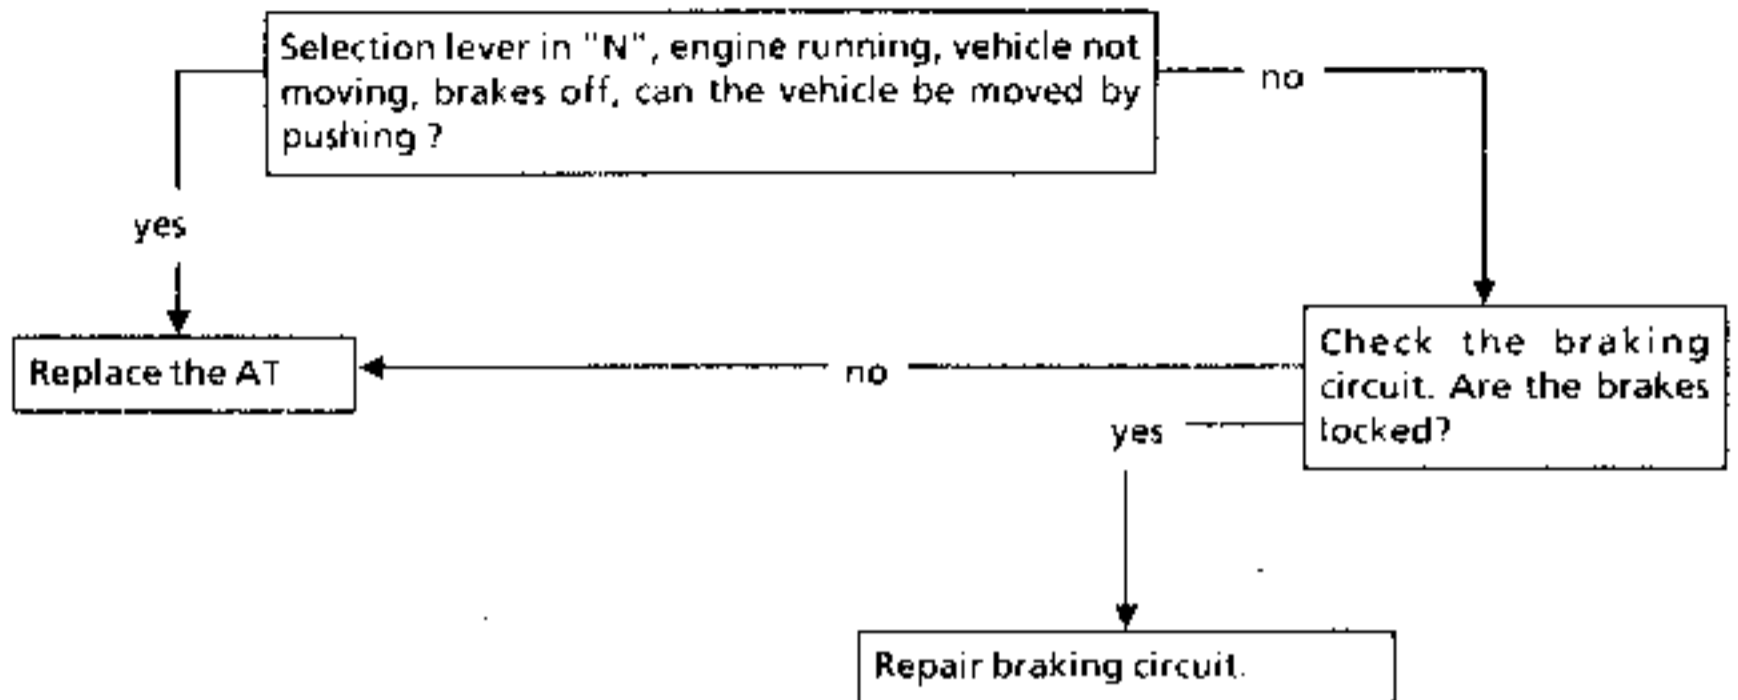 Selection lever in "N", engine running, vehicle not
moving, brakes off, can the vehicle be moved by
pushing ?
no
yes
Replace the AT
no
Check the braking
circuit. Are the brakes
locked?
yes
Repair braking circuit.